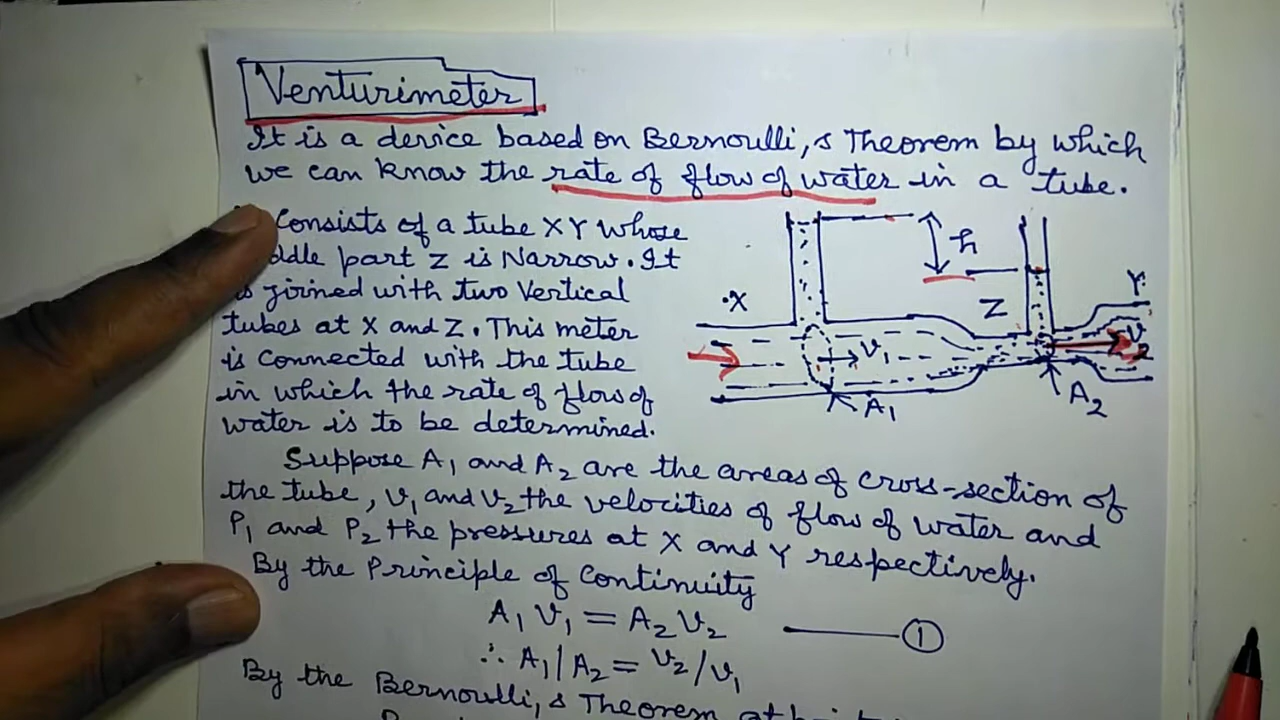 Venturimeter
It is a device based on Bernoulli,s Theorem by which
we can know the rate of flow of water in a tube.
Consists of a tube XY whose
ddle part Z is Narrow. It
is joined with two Vertical
tubes at X and Z. This meter
is connected with the tube
in which the rate of flow of
water is to be determined.
h
X
Z
Y
V1
V2
A1
A2
Suppose A1 and A2 are the areas of cross-section of
the tube, V1 and V2 the velocities of flow of water and
P1 and P2 the pressures at X and Y respectively.
By the Principle of Continuity
A1 V1 = A2 V2 ①
∴ A1/A2 = V2/V1
By the Bernoulli,s Theorem